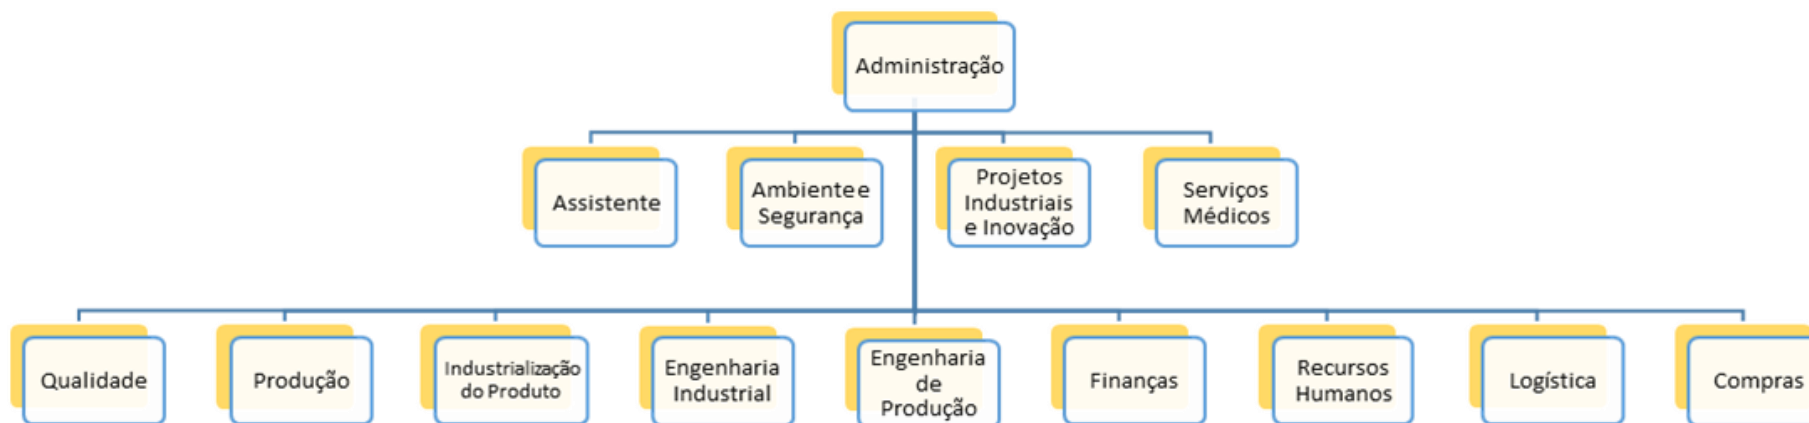 Administração
Assistente
Ambiente e
Segurança
Projetos
Industriais
e Inovação
Serviços
Médicos
Qualidade
Produção
Industrialização
do Produto
Engenharia
Industrial
Engenharia
de
Produção
Finanças
Recursos
Humanos
Logística
Compras